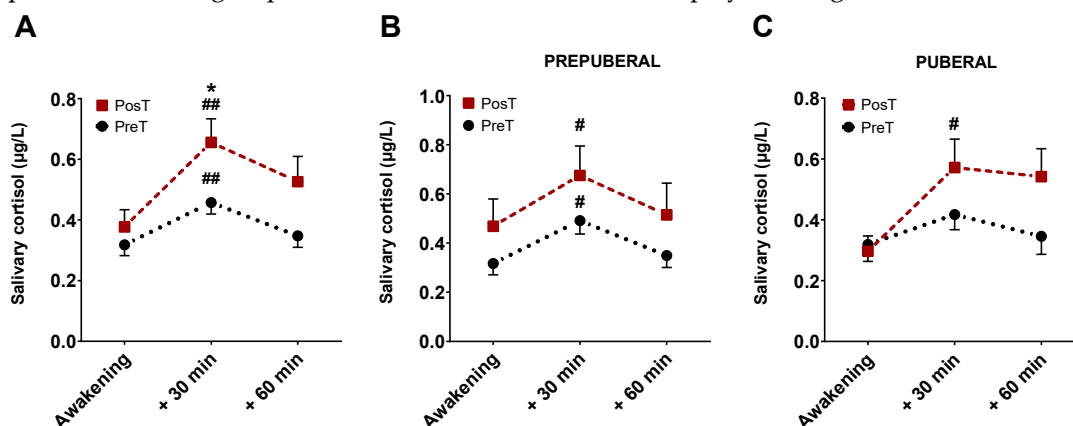 A
B
C
PREPUBERAL
PUBERAL
PosT
PreT
PosT
PreT
PosT
PreT
*
##
##
#
#
#
Salivary cortisol (µg/L)
0.8
0.6
0.4
0.2
0.0
Awakening
+ 30 min
+ 60 min
Salivary cortisol (µg/L)
1.0
0.8
0.6
0.4
0.2
0.0
Awakening
+ 30 min
+ 60 min
Salivary cortisol (µg/L)
0.8
0.6
0.4
0.2
0.0
Awakening
+ 30 min
+ 60 min